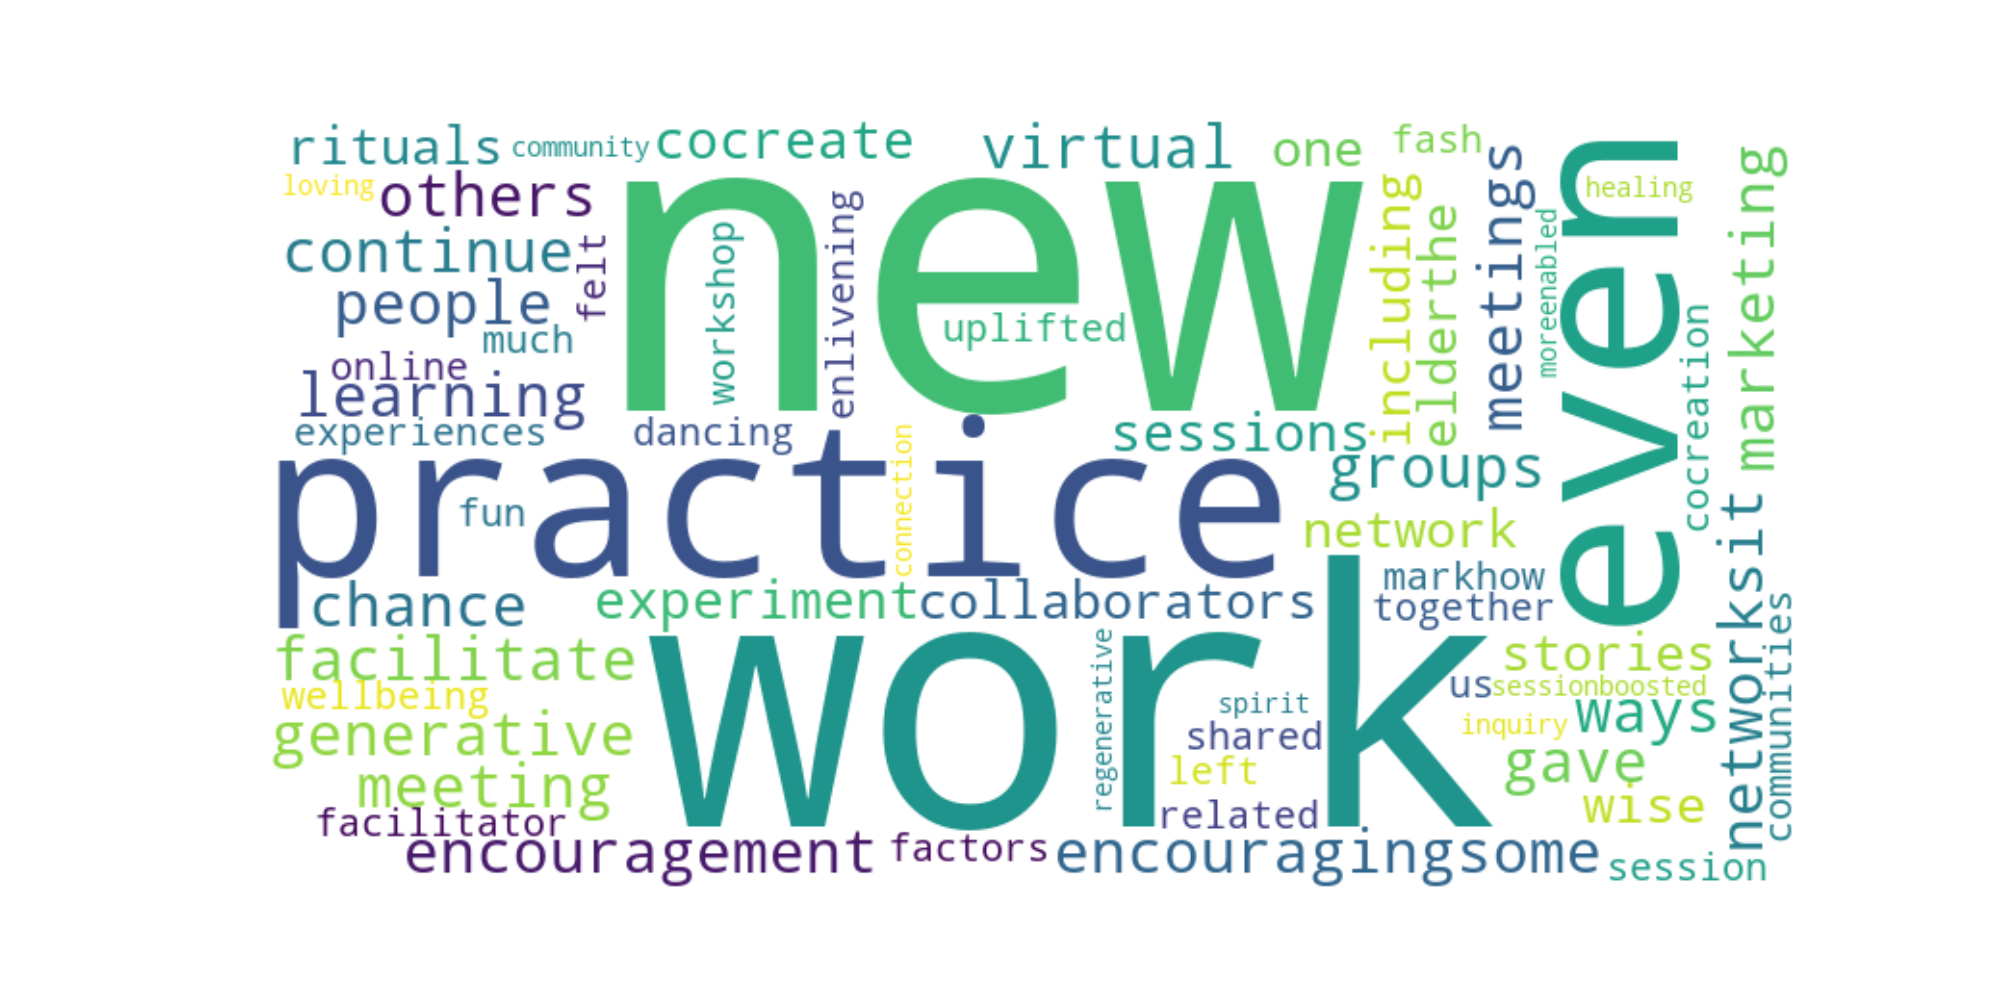 rituals
community
cocreate
virtual
one
fash
loving
others
new
meetings
even
healing
marketing
continue
felt
workshop
enlivening
including
elderthe
moreenabled
people
much
uplifted
online
learning
cocreation
experiences
dancing
sessions
practice
connection
groups
fun
network
networksit
chance
experiment
collaborators
markhow
together
communities
facilitate
work
regenerative
stories
wellbeing
us
sessionboosted
spirit
inquiry
ways
generative
shared
left
gave
meeting
related
wise
facilitator
encouragement
factors
encouragingsome
session